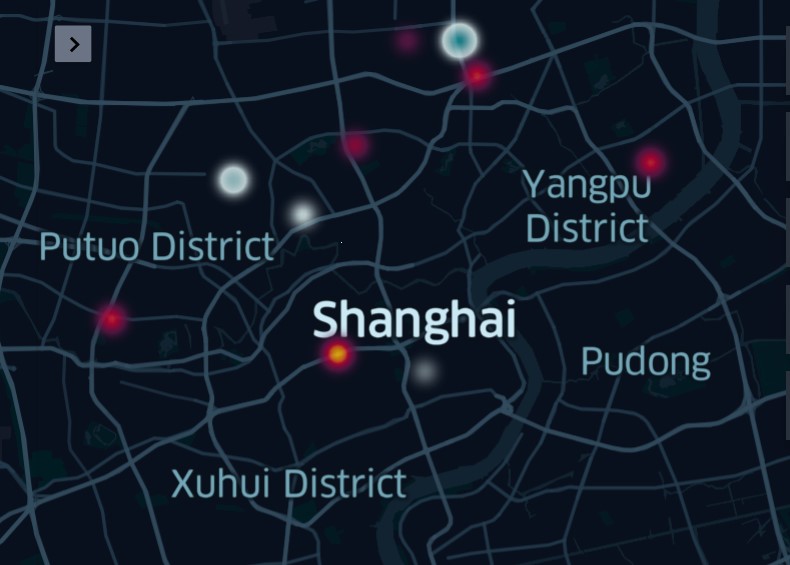 Yangpu
District
Putuo District
Shanghai
Pudong
Xuhui District